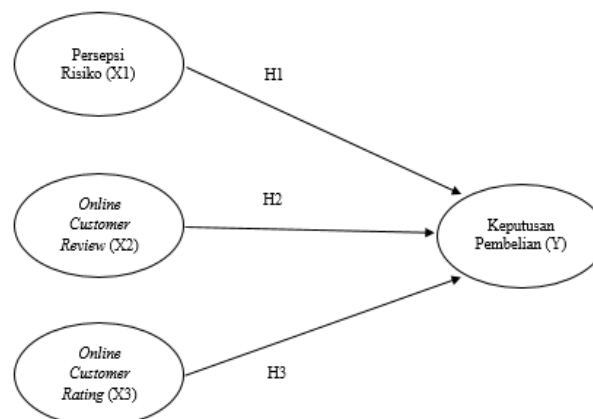 Persepsi
Risiko (X1)
H1
Online
Customer
Review (X2)
H2
Keputusan
Pembelian (Y)
Online
Customer
Rating (X3)
H3